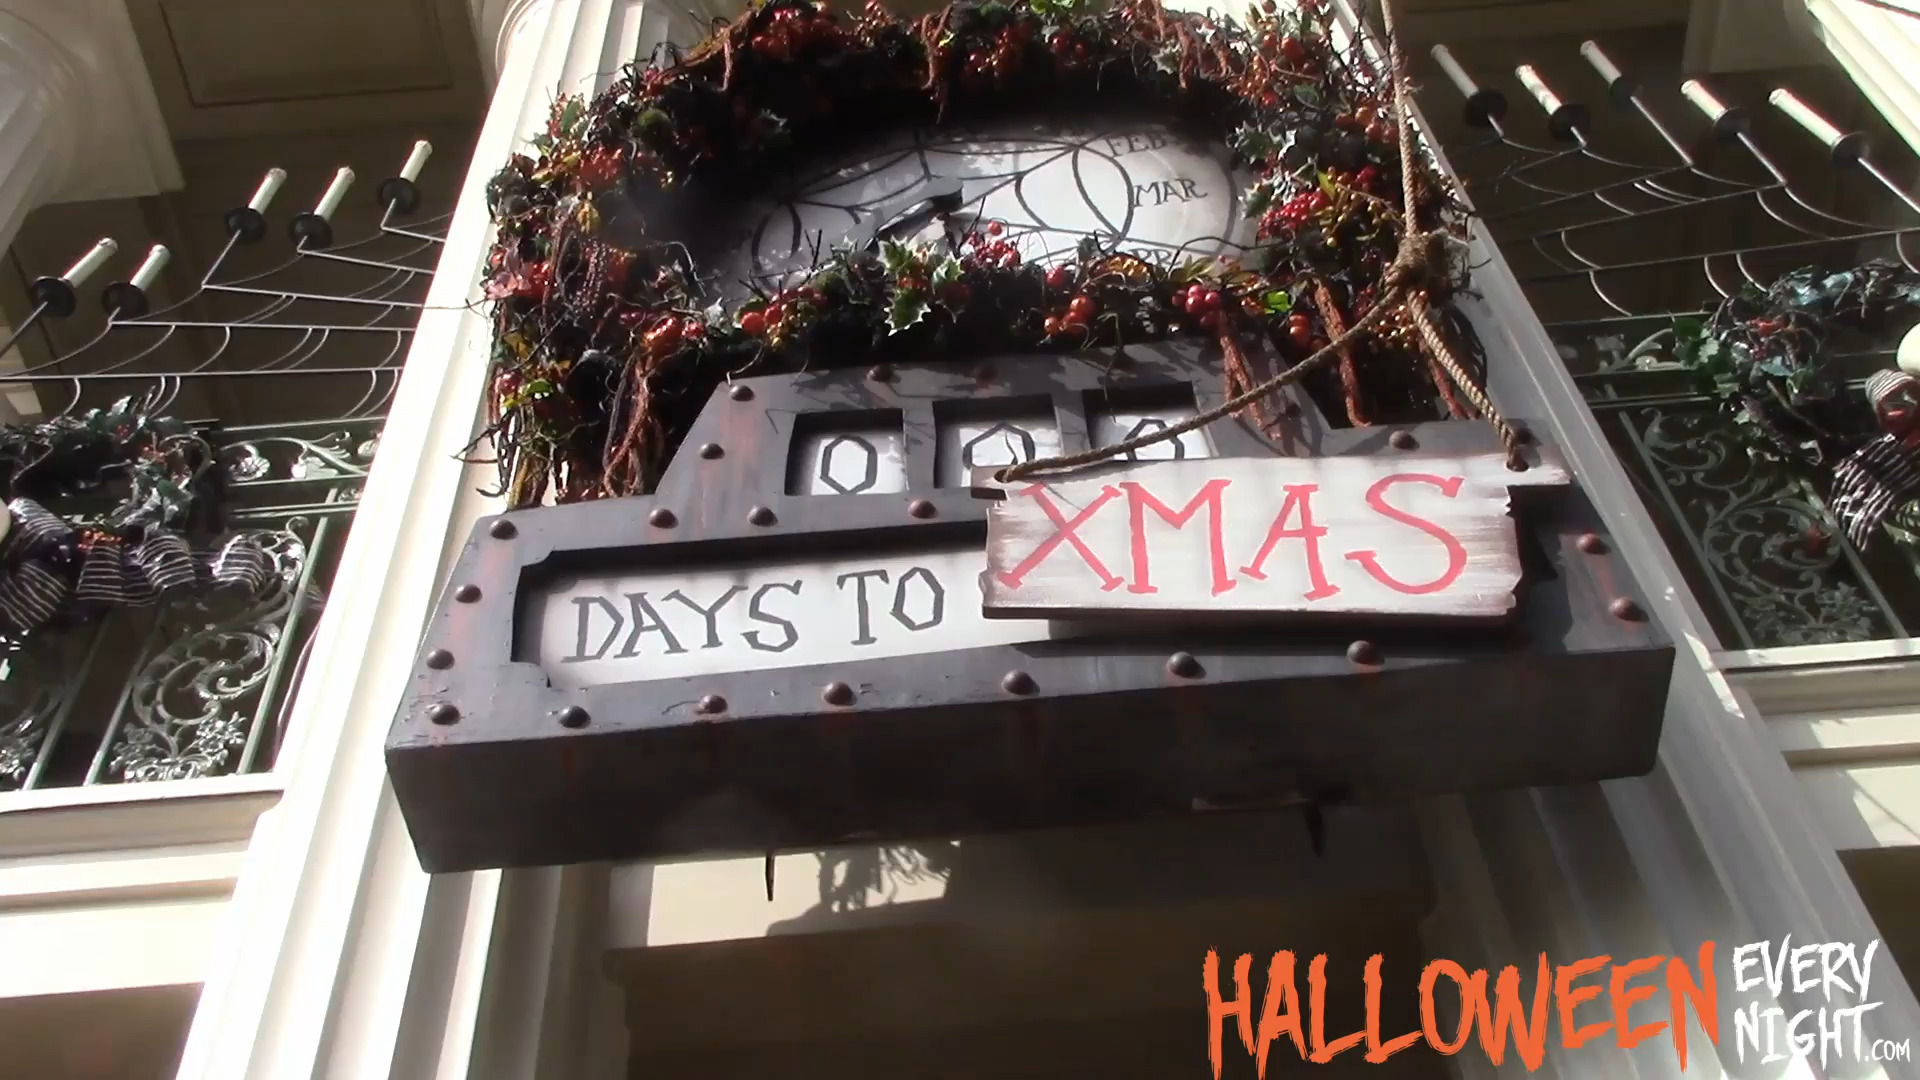 FEB
MAR
000
DAYS TO XMAS
HALLOWEEN
EVERY
NIGHT.COM